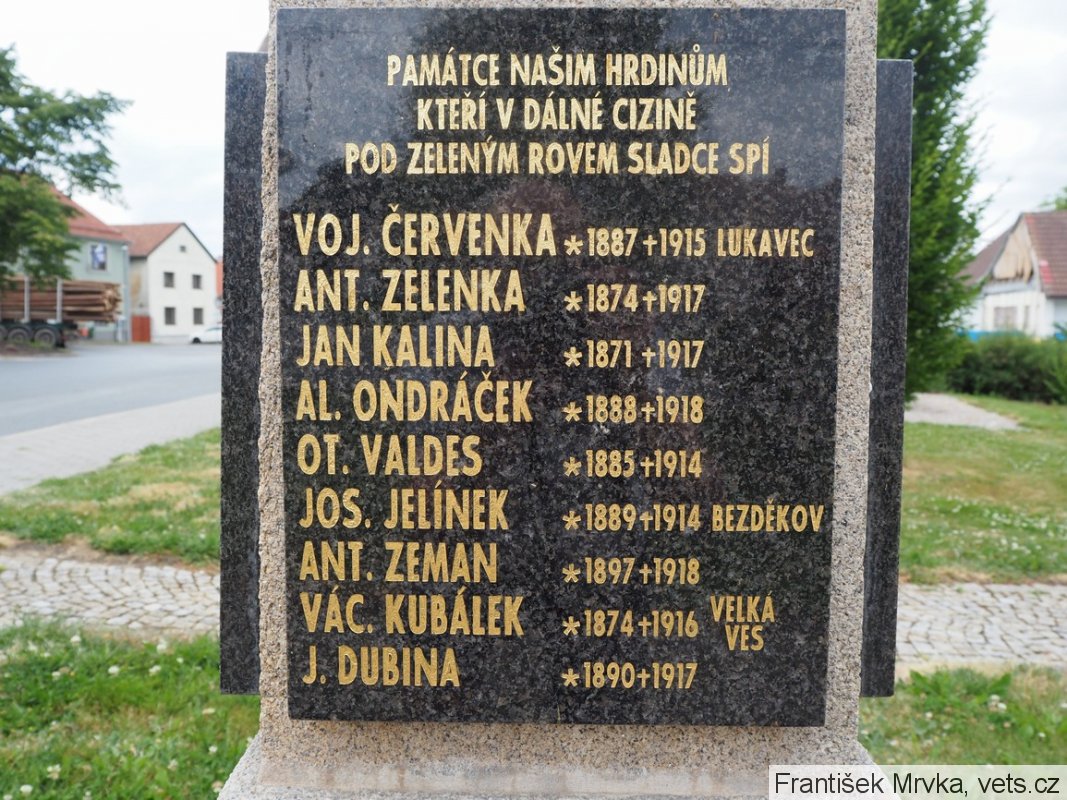 PAMÁTCE NAŠIM HRDINŮM
KTEŘÍ V DÁLNÉ CIZINĚ
POD ZELENÝM ROVEM SLADCE SPÍ
VOJ. ČERVENKA *1887+1915 LUKAVEC
ANT. ZELENKA *1874+1917
JAN KALINA *1871+1917
AL. ONDRÁČEK *1888+1918
OT. VALDES *1885+1914
JOS. JELÍNEK *1889+1914 BEZDĚKOV
ANT. ZEMAN *1897+1918
VÁC. KUBÁLEK *1874+1916 VELKÁ
VES
J. DUBINA *1890+1917
František Mrvka, vets.cz